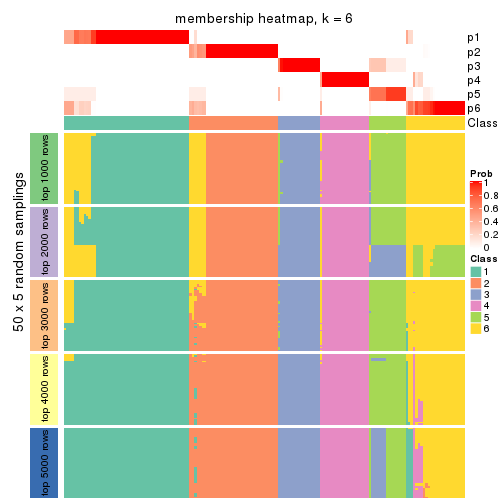 membership heatmap, k = 6
p1
p2
p3
p4
p5
p6
Class
50 x 5 random samplings
top 1000 rows
top 2000 rows
top 3000 rows
top 4000 rows
top 5000 rows
Prob
1
0.8
0.6
0.4
0.2
0
Class
1
2
3
4
5
6